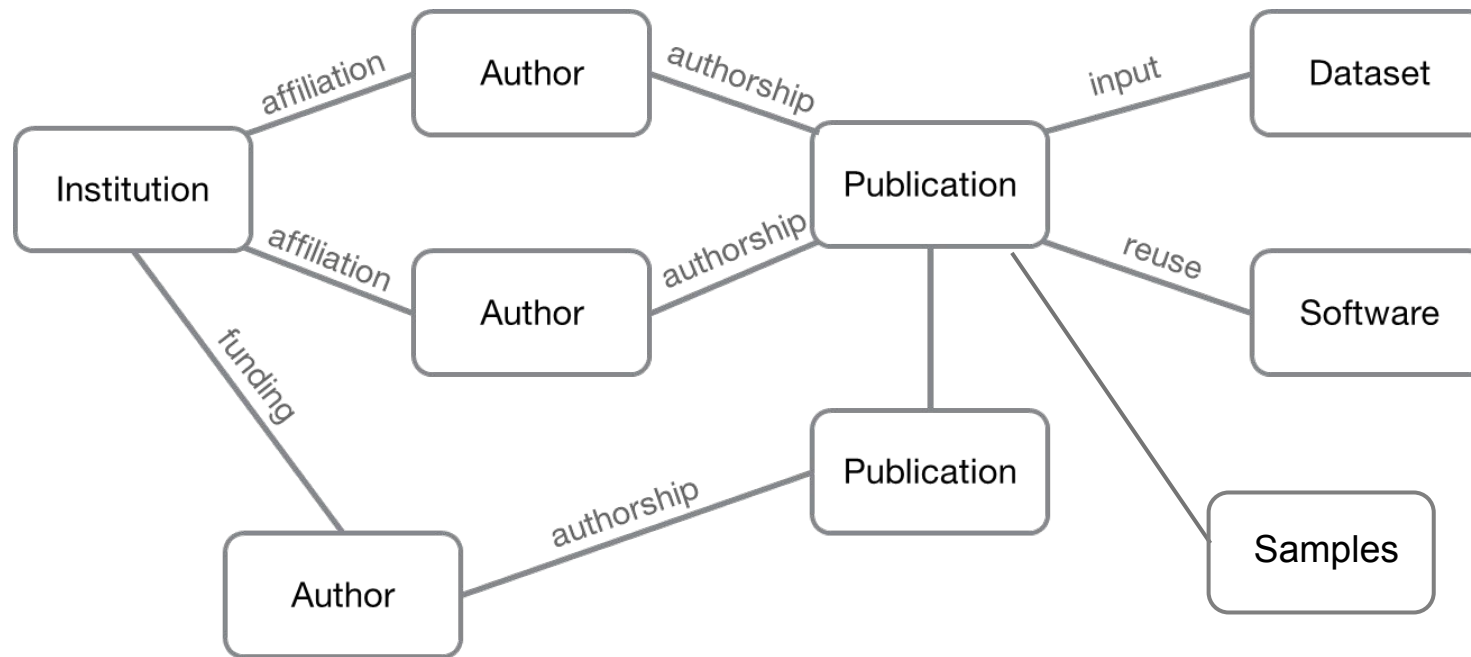 Author
authorship
input
Dataset
affiliation
Institution
Publication
affiliation
authorship
reuse
Author
Software
funding
Publication
authorship
Samples
Author